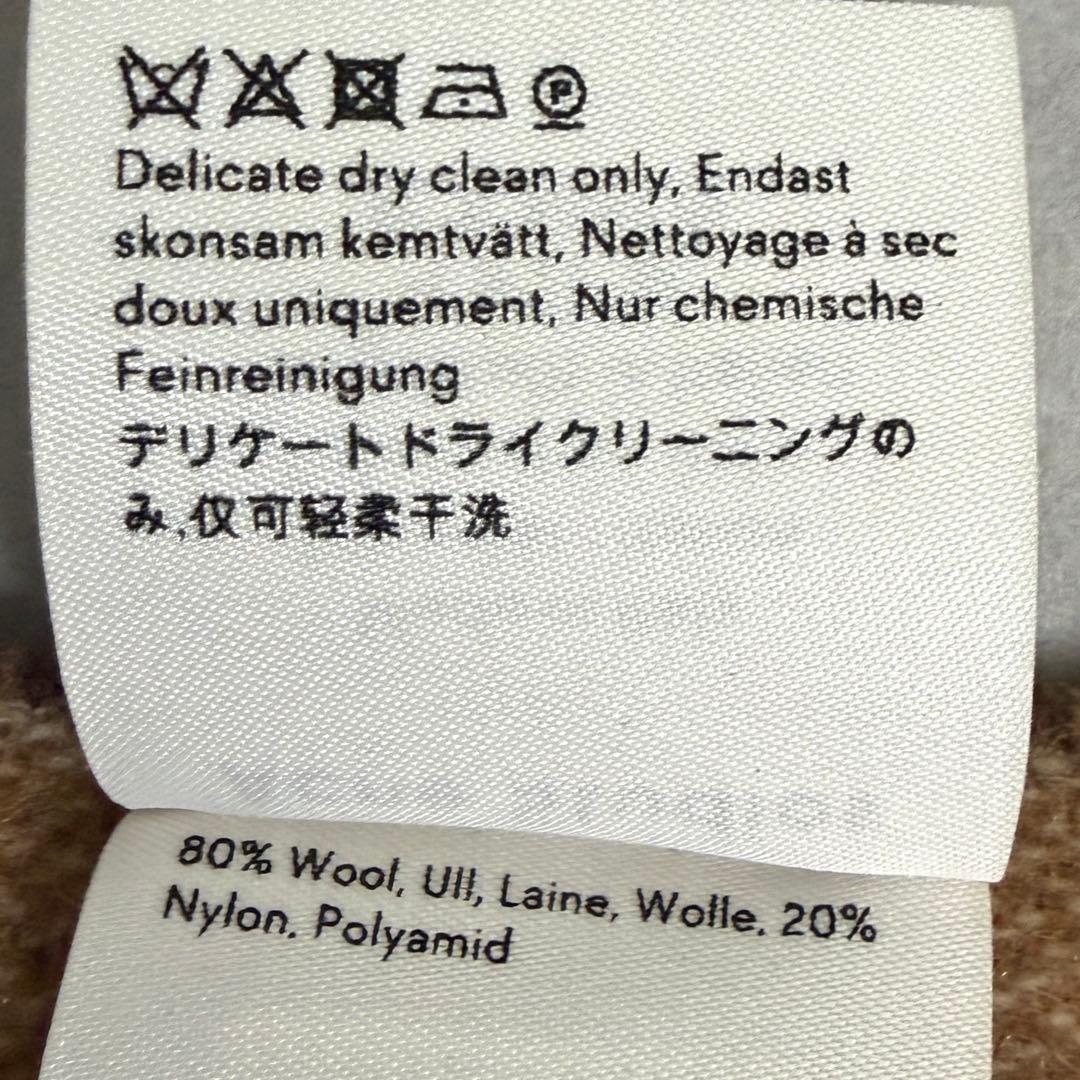 P
Delicate dry clean only, Endast
skonsam kemtvätt, Nettoyage à sec
doux uniquement, Nur chemische
Feinreinigung
デリケートドライクリーニングの
み,仅可轻柔干洗
80% Wool, Ull, Laine, Wolle. 20%
Nylon. Polyamid